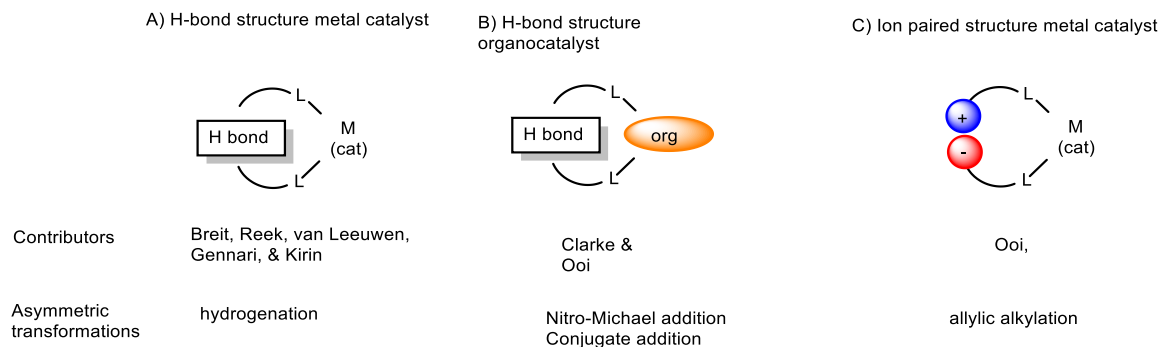 A) H-bond structure metal catalyst
B) H-bond structure
organocatalyst
C) Ion paired structure metal catalyst
L
H bond
M
(cat)
L
L
H bond
org
L
L
+
-
M
(cat)
L
Contributors
Breit, Reek, van Leeuwen,
Gennari, & Kirin
Clarke &
Ooi
Ooi,
Asymmetric
transformations
hydrogenation
Nitro-Michael addition
Conjugate addition
allylic alkylation